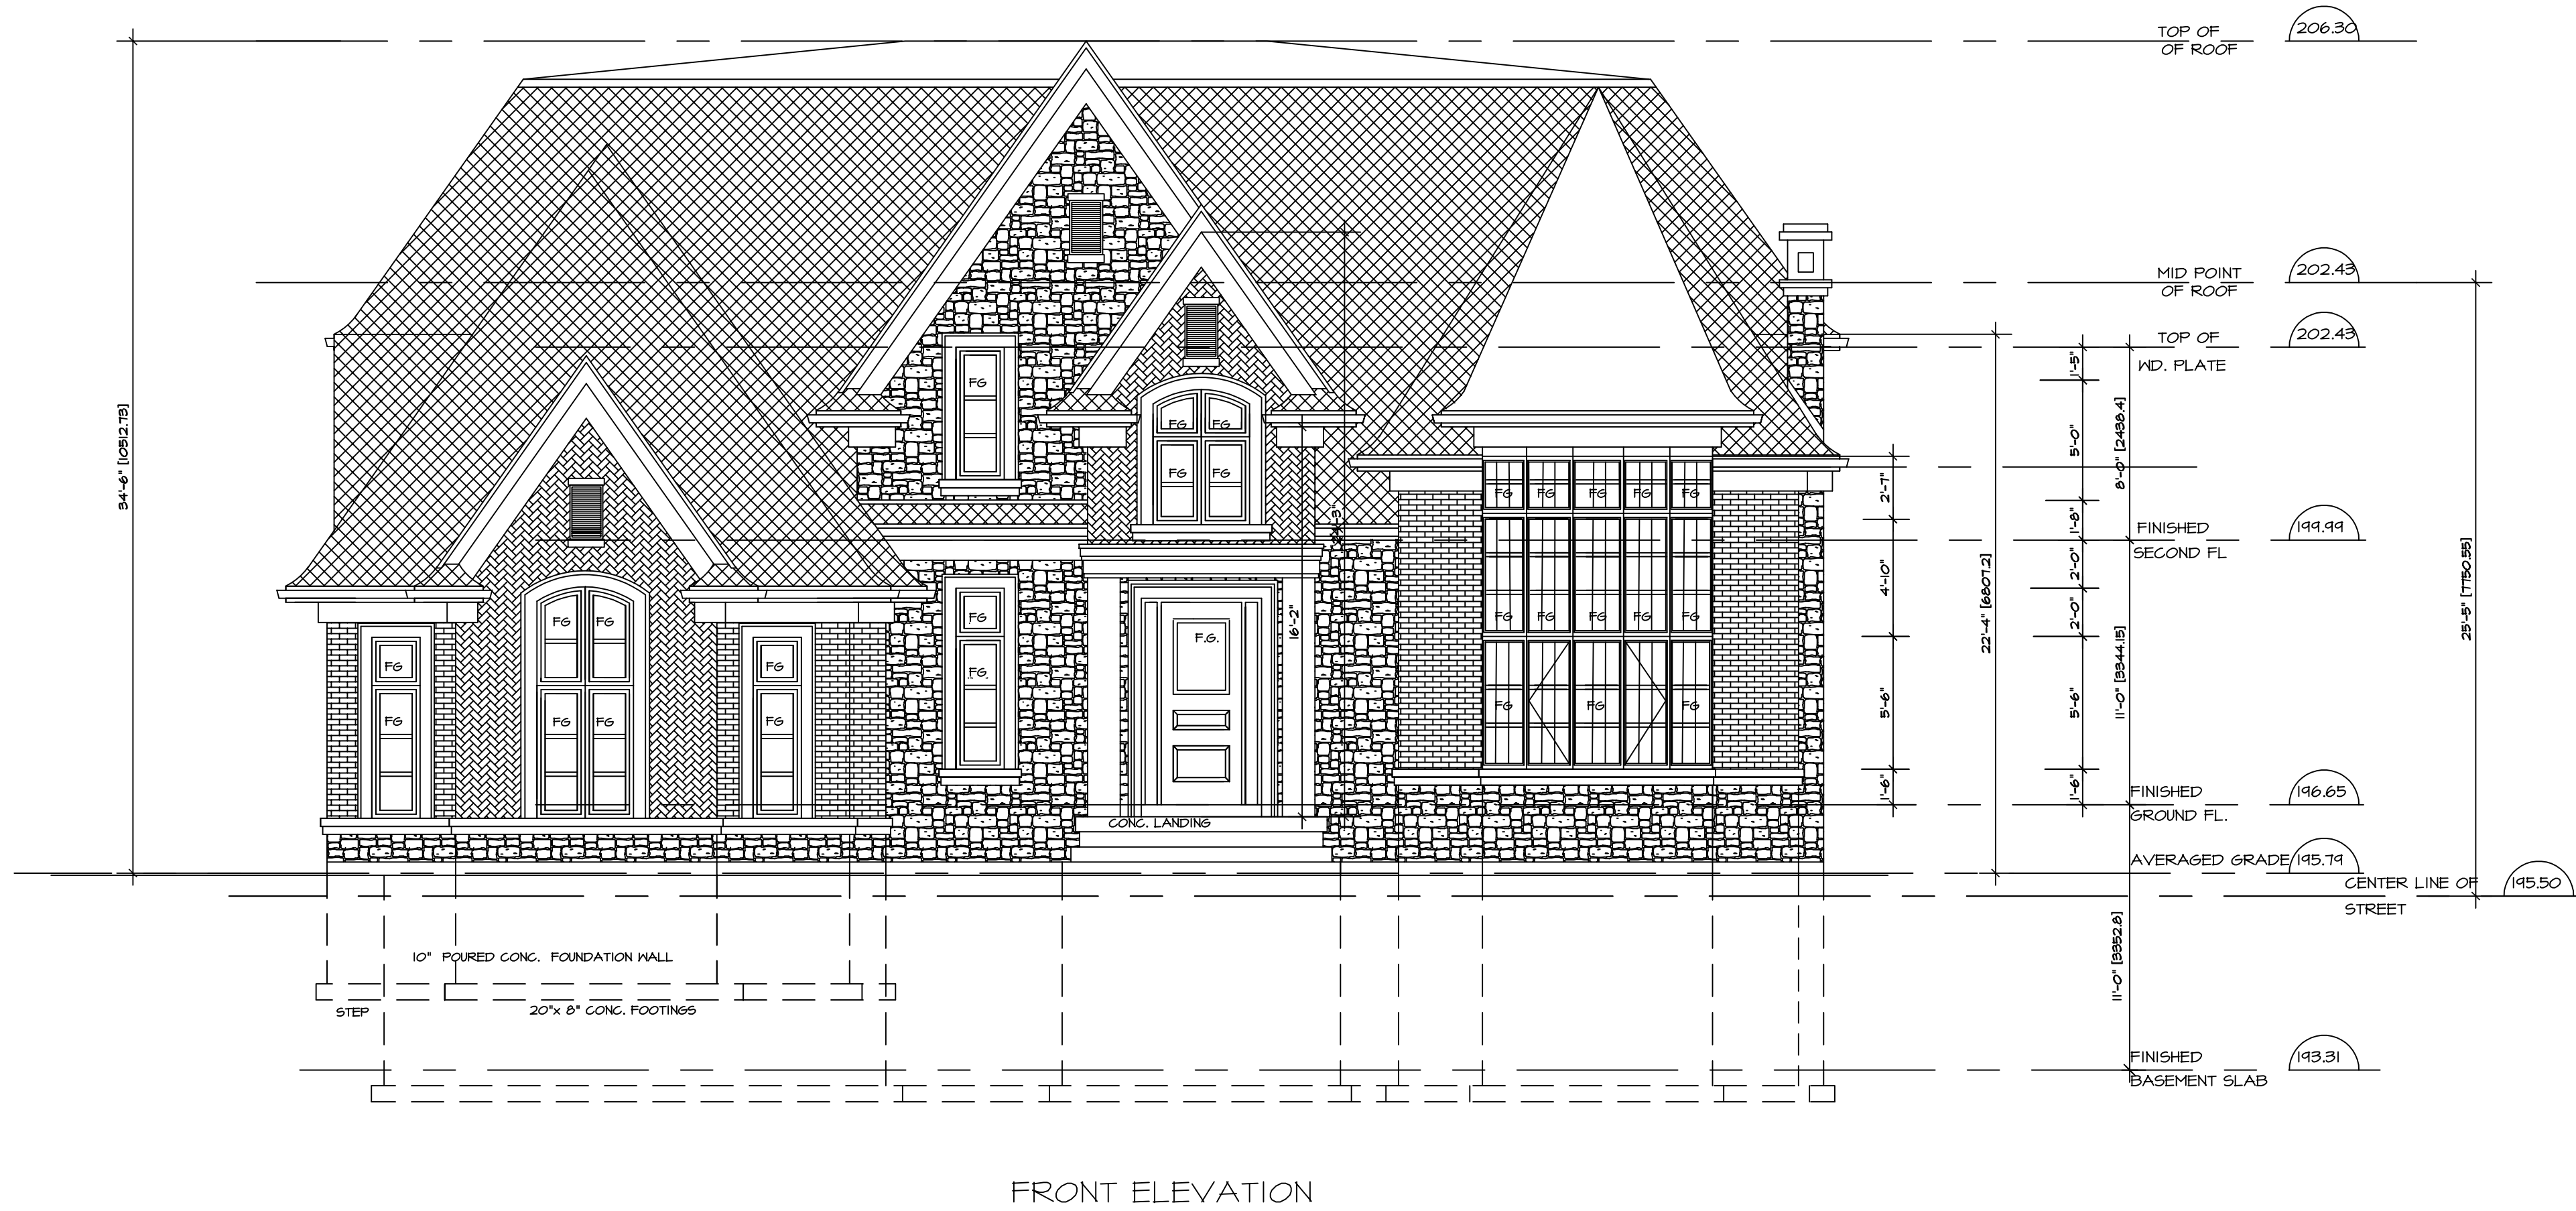 TOP OF
OF ROOF
206.30
MID POINT
OF ROOF
202.43
TOP OF
WD. PLATE
202.43
FINISHED
SECOND FL
199.99
FINISHED
GROUND FL.
196.65
AVERAGED GRADE
195.79
CENTER LINE OF
STREET
195.50
FINISHED
BASEMENT SLAB
193.31
34'-6" [10512.73]
FG
FG FG
FG FG
FG FG
FG FG
FG
FG
FG
FG
FG
FG
F.G.
16'-2"
FG FG FG FG FG
FG FG FG FG FG
FG FG FG
CONC. LANDING
2'-7"
4'-10"
5'-6"
1'-6"
22'-4" [6807.2]
1'-5"
5'-0"
1'-8"
2'-0"
2'-0"
5'-6"
1'-6"
8'-0" [2438.4]
11'-0" [3344.15]
11'-0" [3352.8]
25'-5" [7750.55]
10" POURED CONC. FOUNDATION WALL
STEP
20"x 8" CONC. FOOTINGS
FRONT ELEVATION